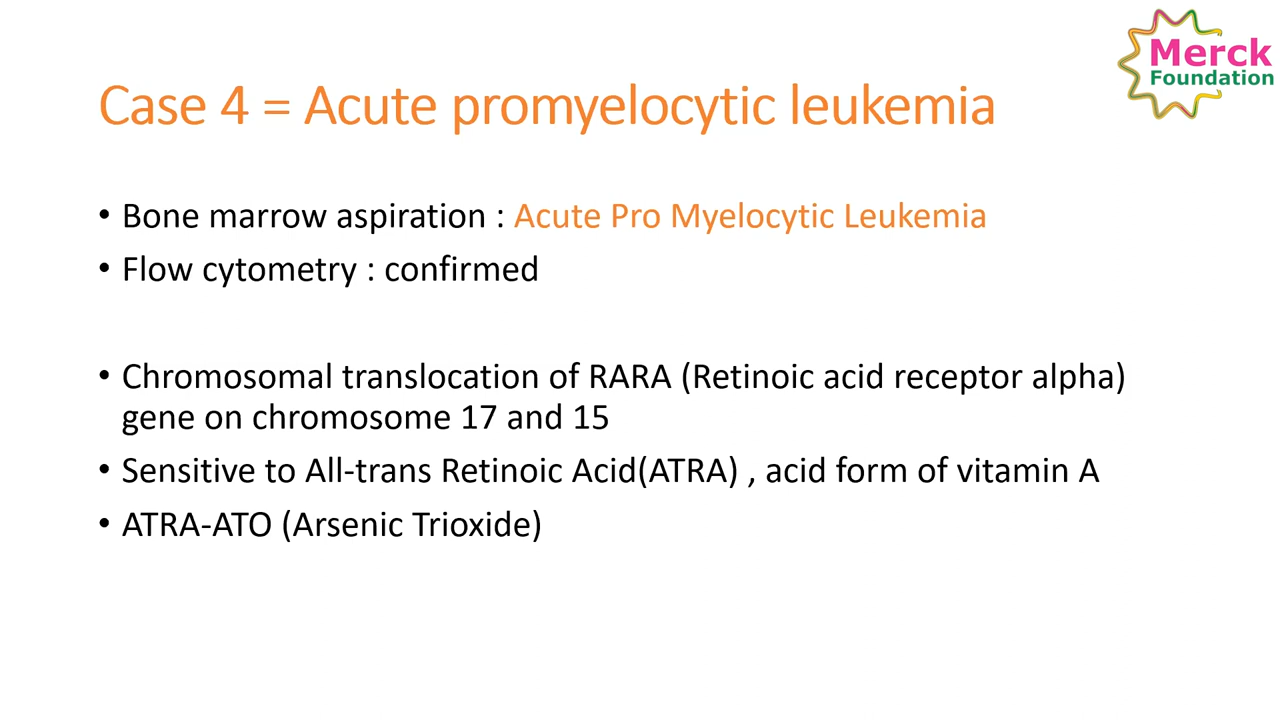 Merck
Foundation
Case 4 = Acute promyelocytic leukemia
• Bone marrow aspiration : Acute Pro Myelocytic Leukemia
• Flow cytometry : confirmed
• Chromosomal translocation of RARA (Retinoic acid receptor alpha)
gene on chromosome 17 and 15
• Sensitive to All-trans Retinoic Acid(ATRA) , acid form of vitamin A
• ATRA-ATO (Arsenic Trioxide)